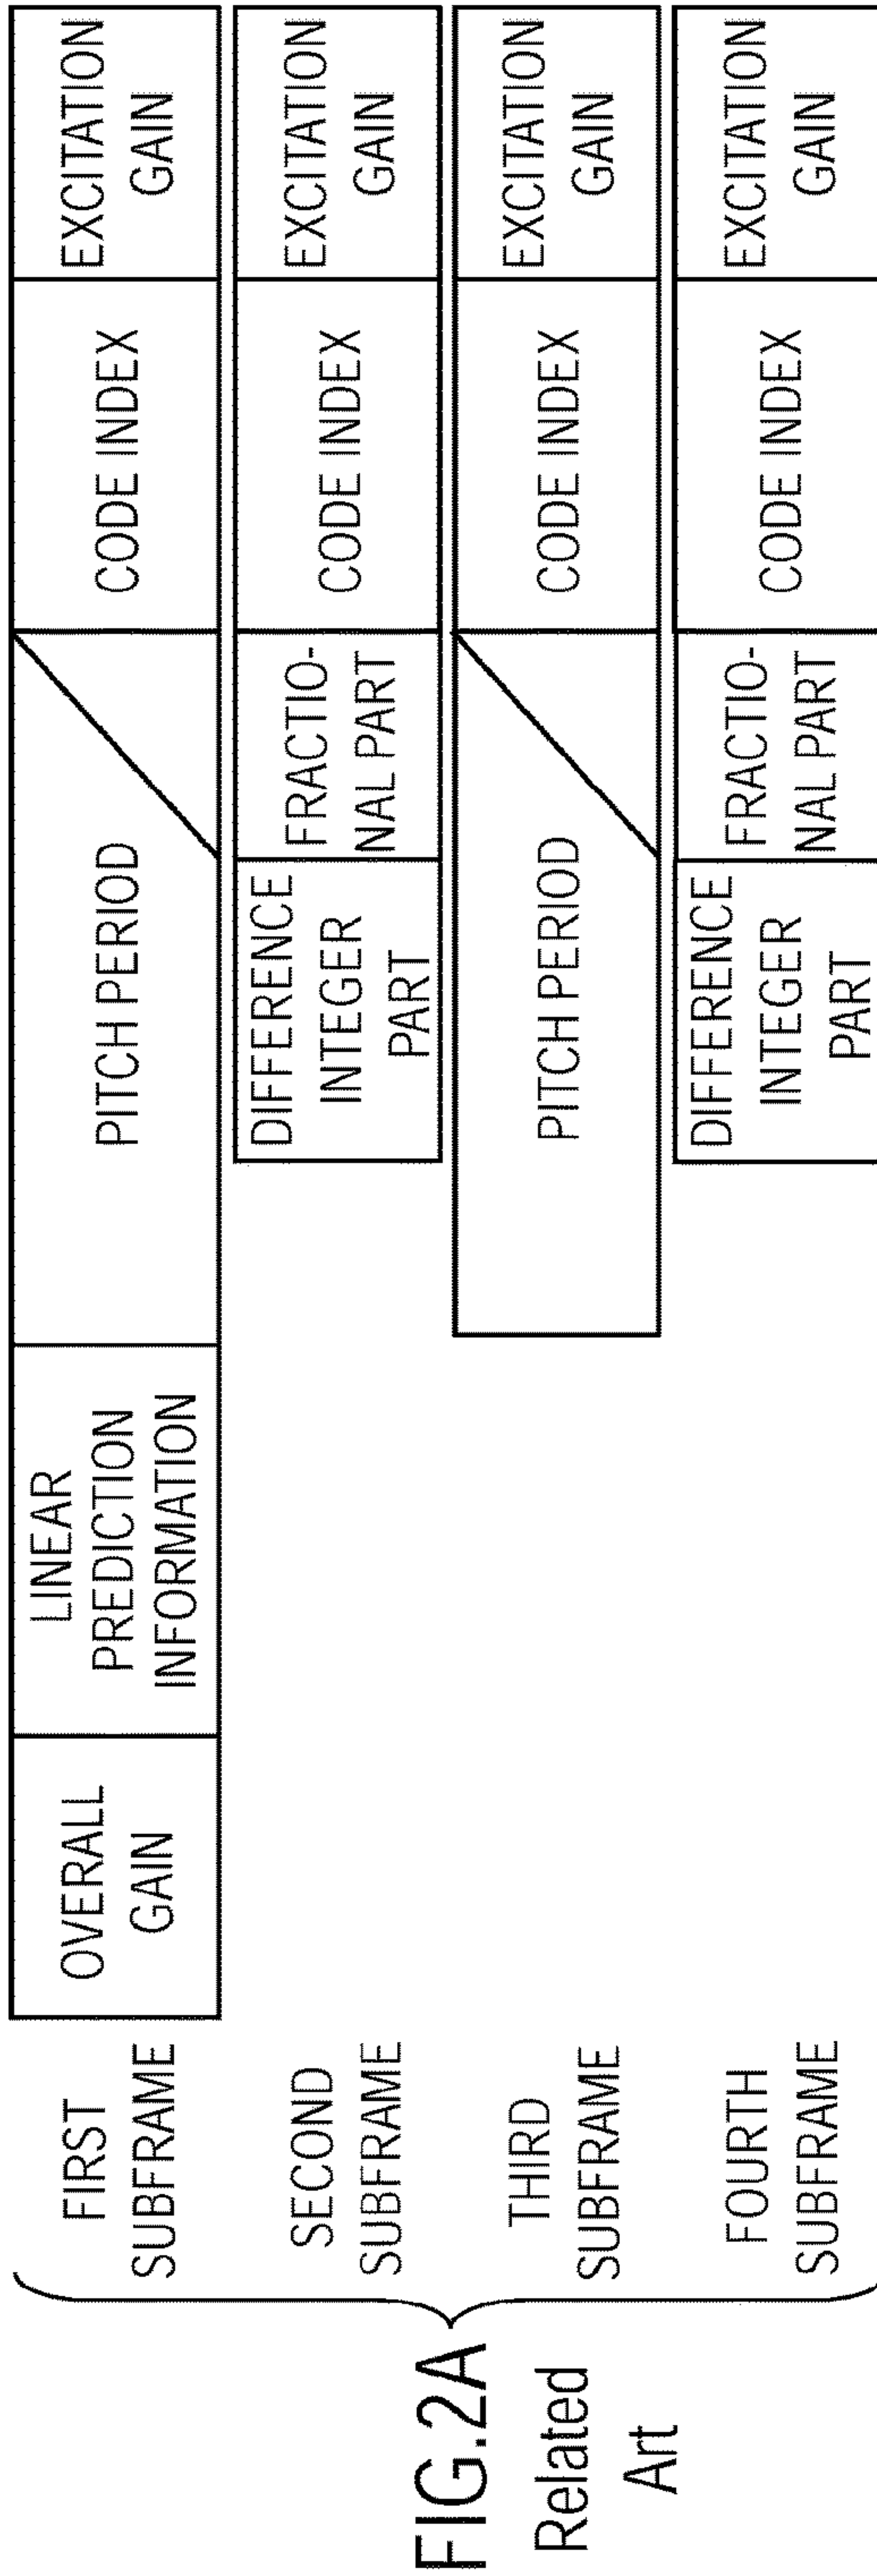 FIG.2A
Related
Art
FIRST
SUBFRAME
OVERALL
GAIN
LINEAR
PREDICTION
INFORMATION
PITCH PERIOD
CODE INDEX
EXCITATION
GAIN
SECOND
SUBFRAME
DIFFERENCE
INTEGER
PART
FRACTIO-
NAL PART
CODE INDEX
EXCITATION
GAIN
THIRD
SUBFRAME
PITCH PERIOD
CODE INDEX
EXCITATION
GAIN
FOURTH
SUBFRAME
DIFFERENCE
INTEGER
PART
FRACTIO-
NAL PART
CODE INDEX
EXCITATION
GAIN